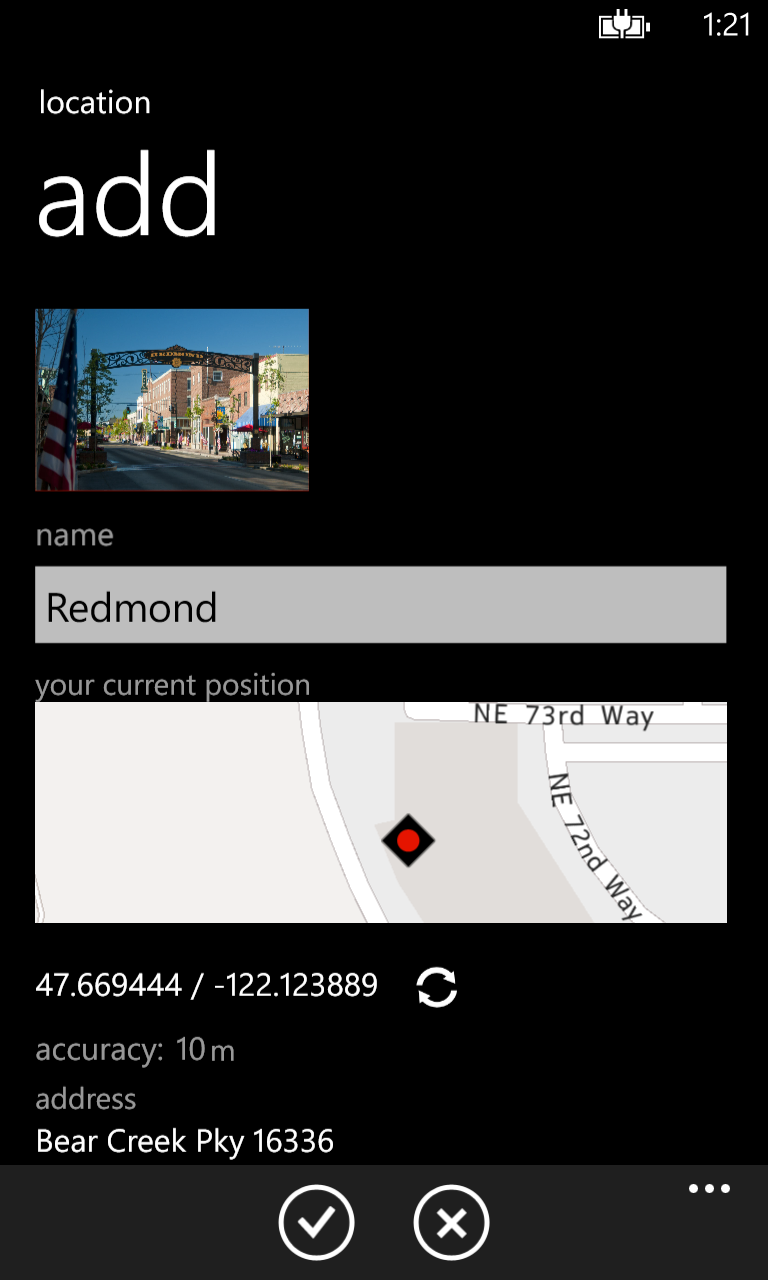 1:21
location
add
name
Redmond
your current position
NE 73rd Way
NE 72nd Way
47.669444 / -122.123889
accuracy: 10 m
address
Bear Creek Pky 16336